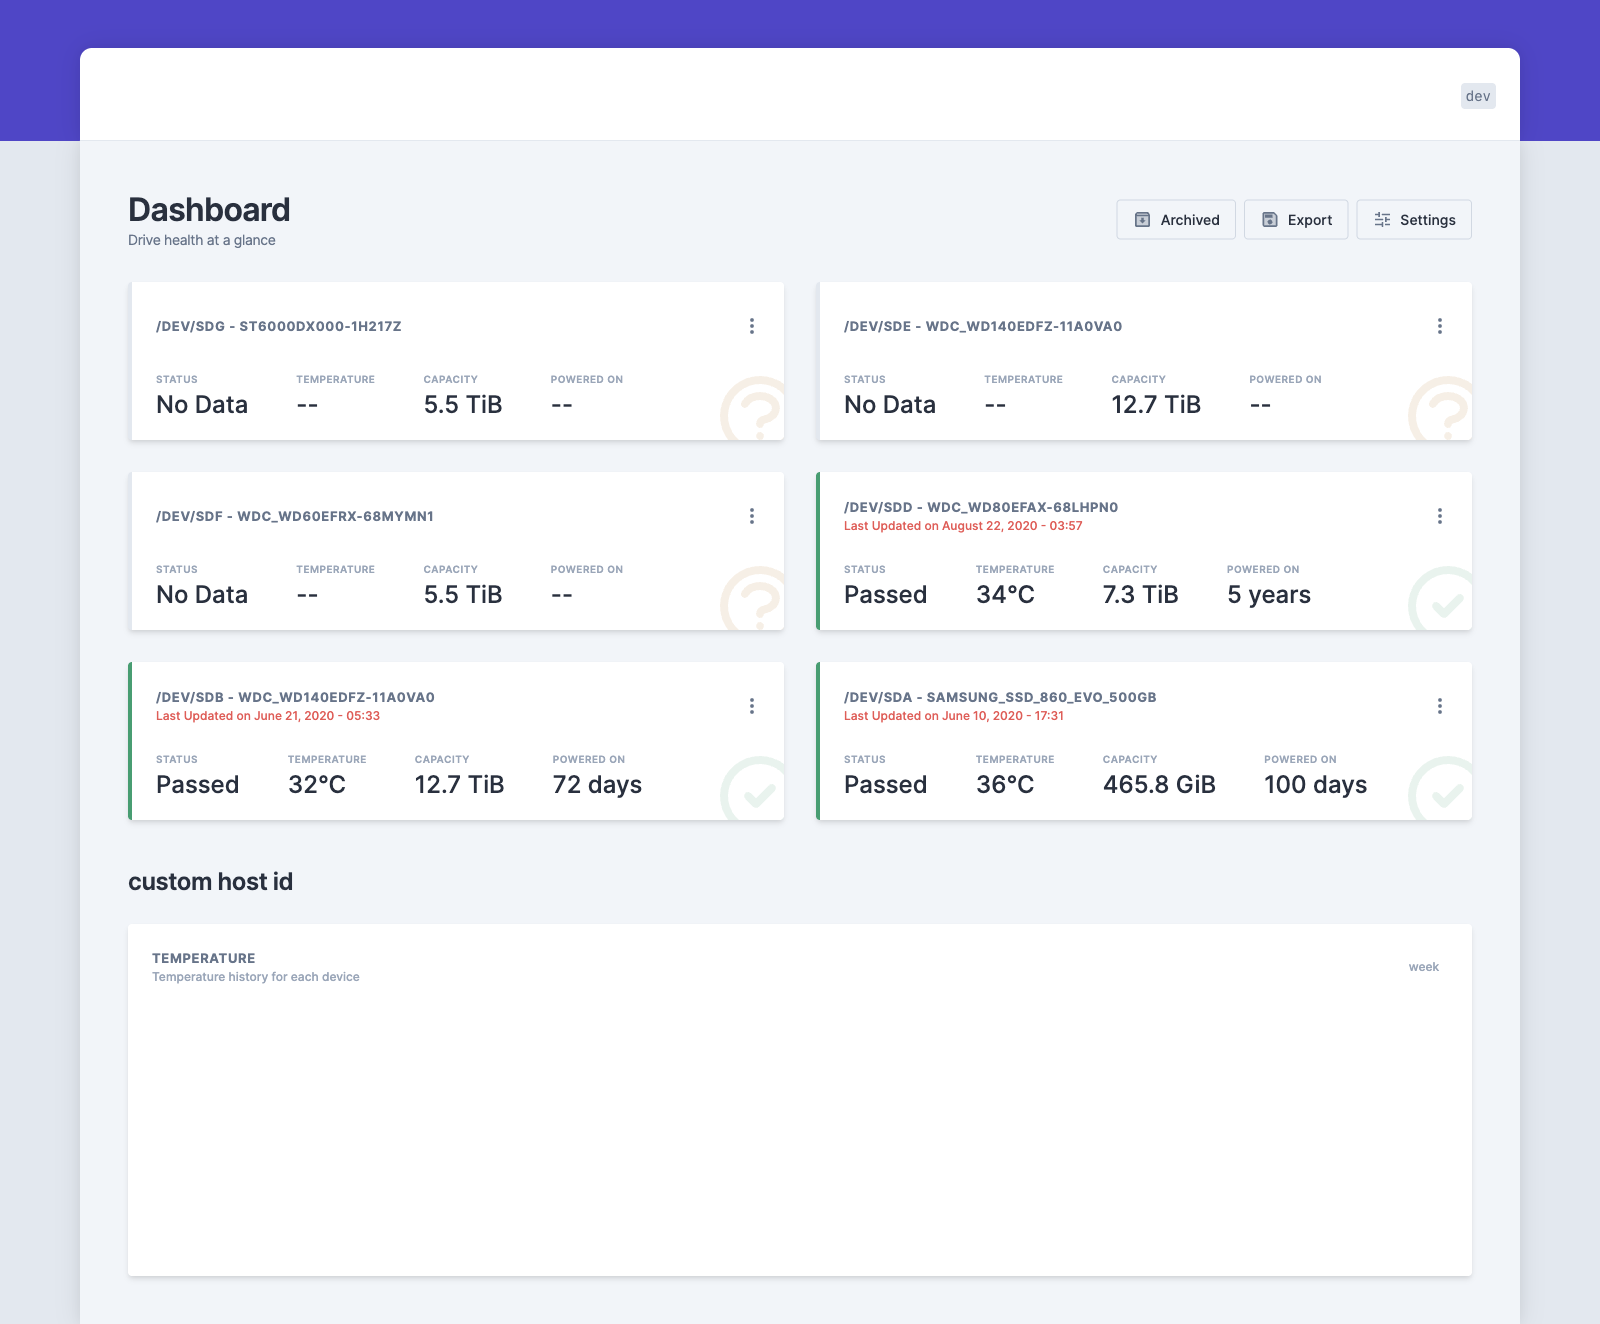 dev
Dashboard
Drive health at a glance
Archived
Export
Settings
/DEV/SDG - ST6000DX000-1H217Z
STATUS TEMPERATURE CAPACITY POWERED ON
No Data -- 5.5 TiB --
/DEV/SDE - WDC_WD140EDFZ-11A0VA0
STATUS TEMPERATURE CAPACITY POWERED ON
No Data -- 12.7 TiB --
/DEV/SDF - WDC_WD60EFRX-68MYMN1
STATUS TEMPERATURE CAPACITY POWERED ON
No Data -- 5.5 TiB --
/DEV/SDD - WDC_WD80EFAX-68LHPN0
Last Updated on August 22, 2020 - 03:57
STATUS TEMPERATURE CAPACITY POWERED ON
Passed 34°C 7.3 TiB 5 years
/DEV/SDB - WDC_WD140EDFZ-11A0VA0
Last Updated on June 21, 2020 - 05:33
STATUS TEMPERATURE CAPACITY POWERED ON
Passed 32°C 12.7 TiB 72 days
/DEV/SDA - SAMSUNG_SSD_860_EVO_500GB
Last Updated on June 10, 2020 - 17:31
STATUS TEMPERATURE CAPACITY POWERED ON
Passed 36°C 465.8 GiB 100 days
custom host id
TEMPERATURE
Temperature history for each device
week